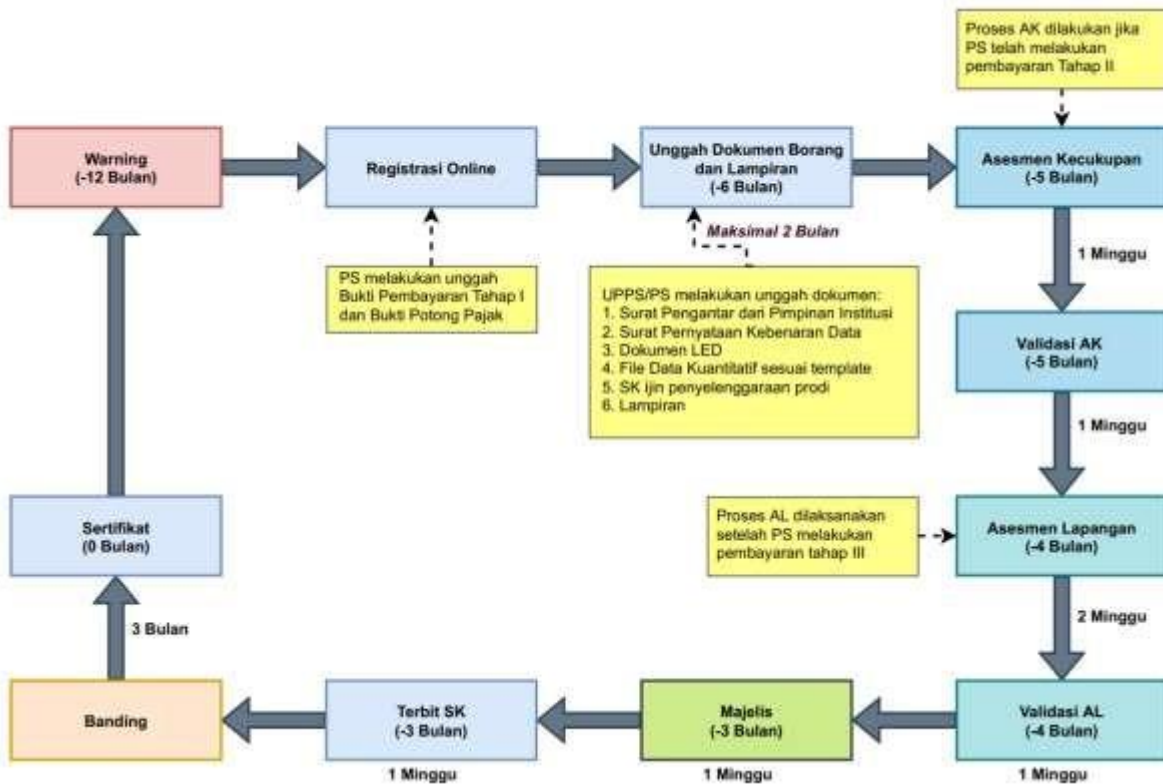 Proses AK dilakukan jika
PS telah melakukan
pembayaran Tahap II
Warning
(-12 Bulan)
Registrasi Online
Unggah Dokumen Borang
dan Lampiran
(-6 Bulan)
Asesmen Kecukupan
(-5 Bulan)
Maksimal 2 Bulan
1 Minggu
PS melakukan unggah
Bukti Pembayaran Tahap I
dan Bukti Potong Pajak
UPPS/PS melakukan unggah dokumen:
1. Surat Pengantar dari Pimpinan Institusi
2. Surat Pernyataan Kebenaran Data
3. Dokumen LED
4. File Data Kuantitatif sesuai template
5. SK ijin penyelenggaraan prodi
6. Lampiran
Validasi AK
(-5 Bulan)
1 Minggu
Sertifikat
(0 Bulan)
Proses AL dilaksanakan
setelah PS melakukan
pembayaran tahap III
Asesmen Lapangan
(-4 Bulan)
3 Bulan
2 Minggu
Banding
Terbit SK
(-3 Bulan)
Majelis
(-3 Bulan)
Validasi AL
(-4 Bulan)
1 Minggu
1 Minggu
1 Minggu